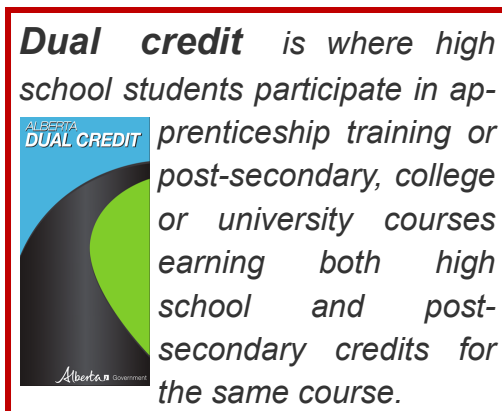 Dual credit is where high
school students participate in ap-
prenticeship training or
post-secondary, college
or university courses
earning both high
school and post-
secondary credits for
the same course.
ALBERTA
DUAL CREDIT
Alberta Government